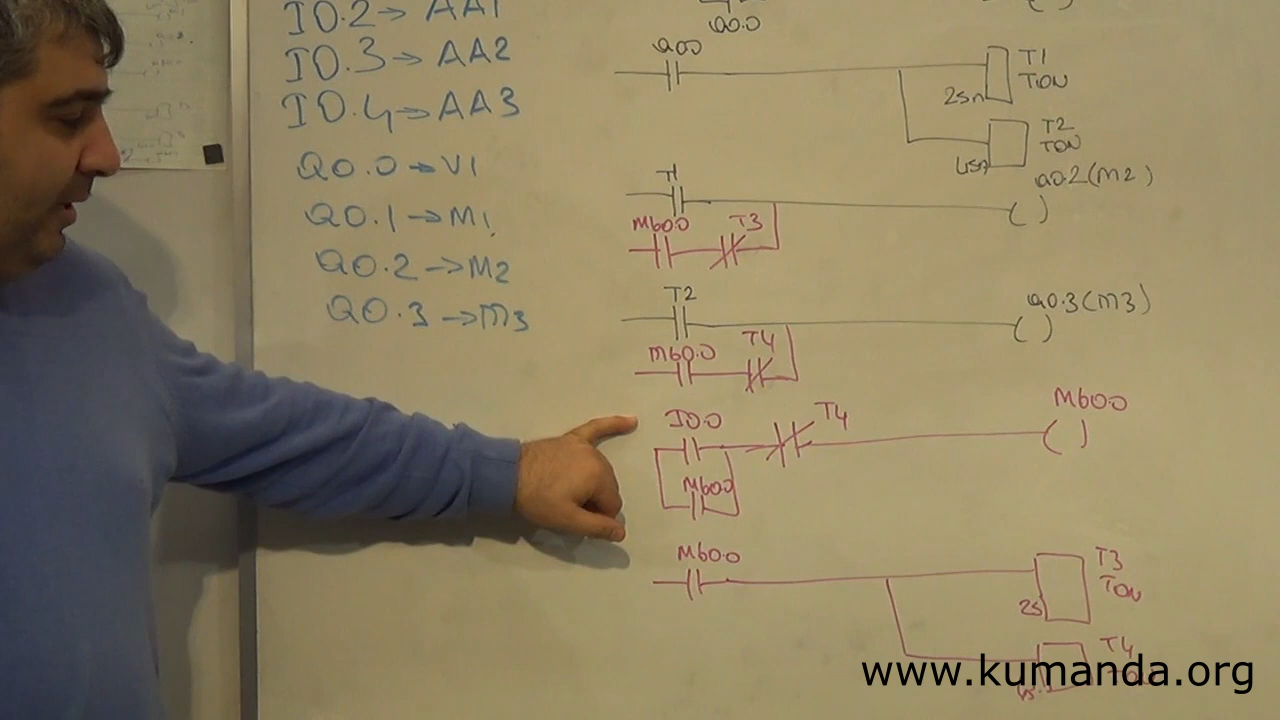 I0.2→ AA1
I0.3→ AA2
I0.4→ AA3
Q0.0→V1
Q0.1→M1
Q0.2→M2
Q0.3→M3
Q0.0
Q0.0
T1
TON
2sn
T2
TON
4sn
T1
Q0.2(M2)
( )
M60.0 T3
T2
Q0.3(M3)
( )
M60.0 T4
I0.0 T4
M60.0
( )
M60.0
M60.0
T3
TON
2s
T4
www.kumanda.org